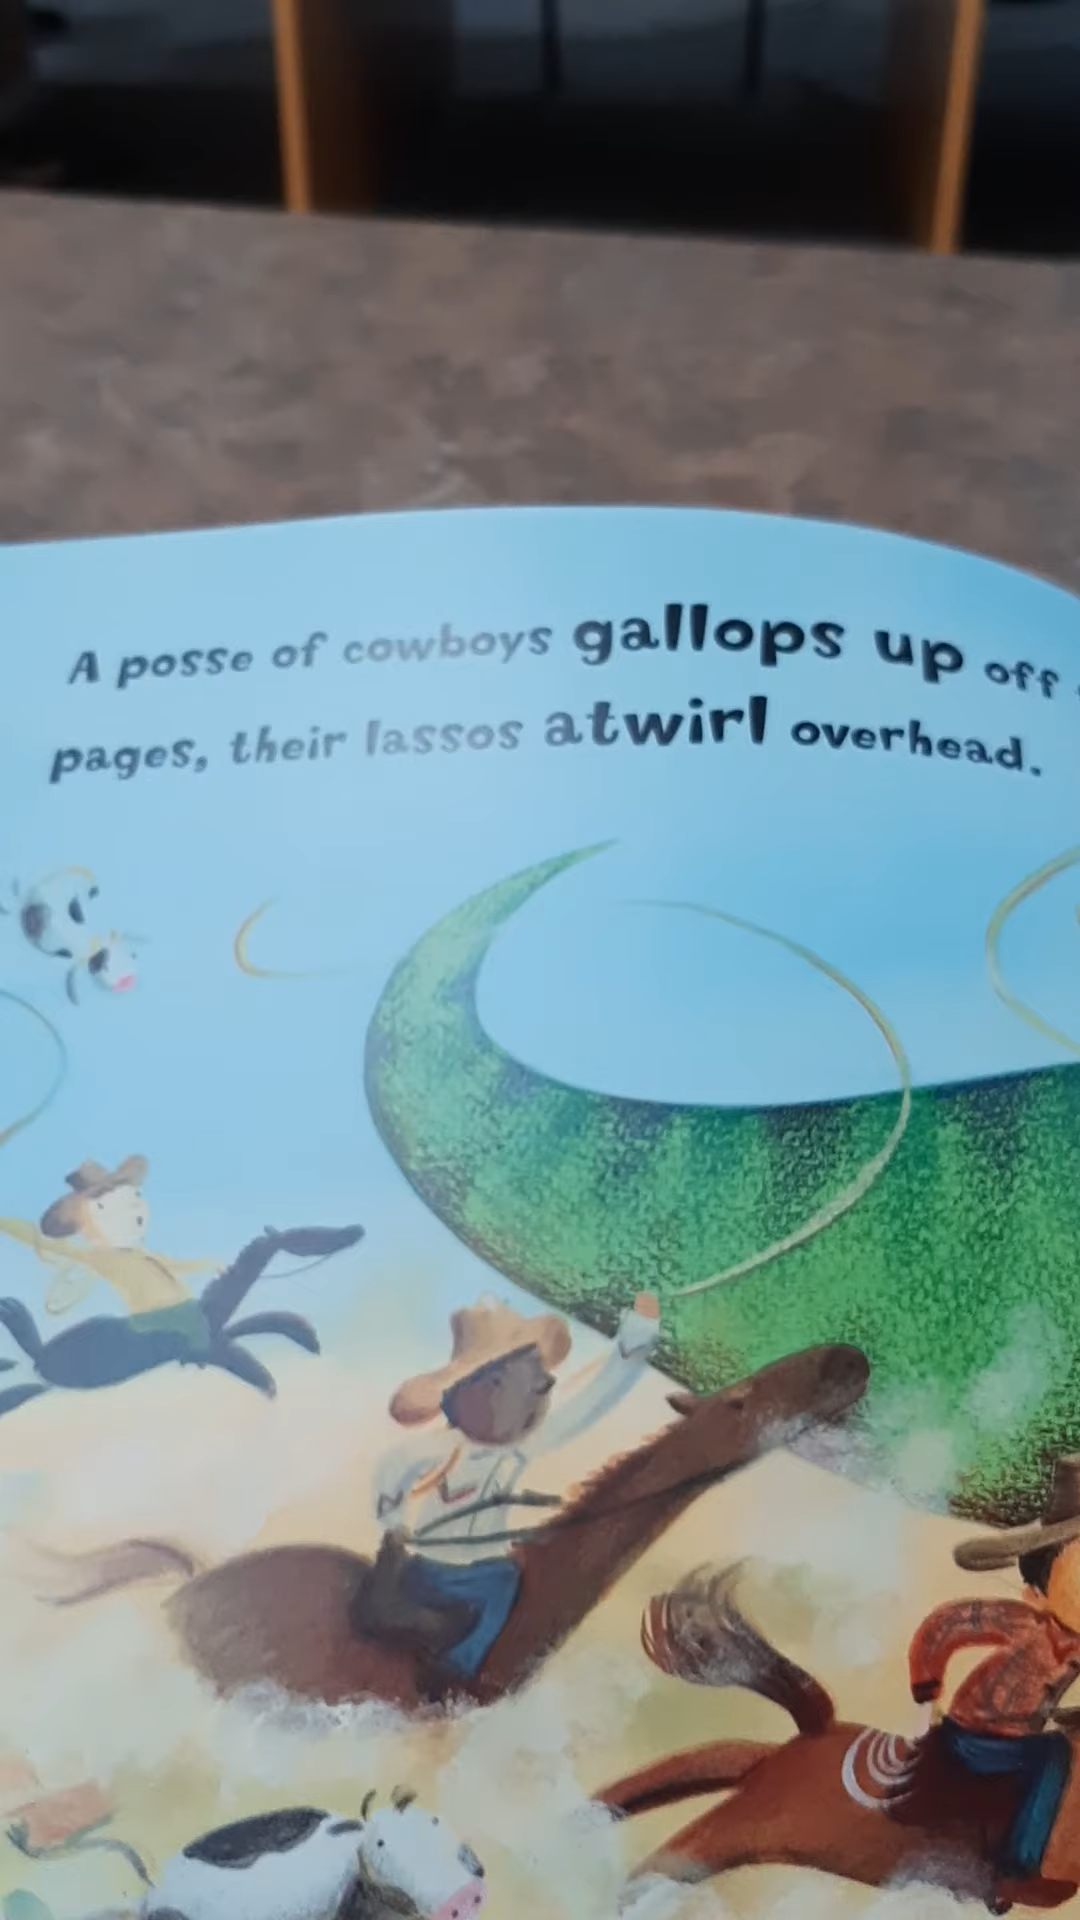 A posse of cowboys gallops up off
pages, their lassos atwirl overhead.